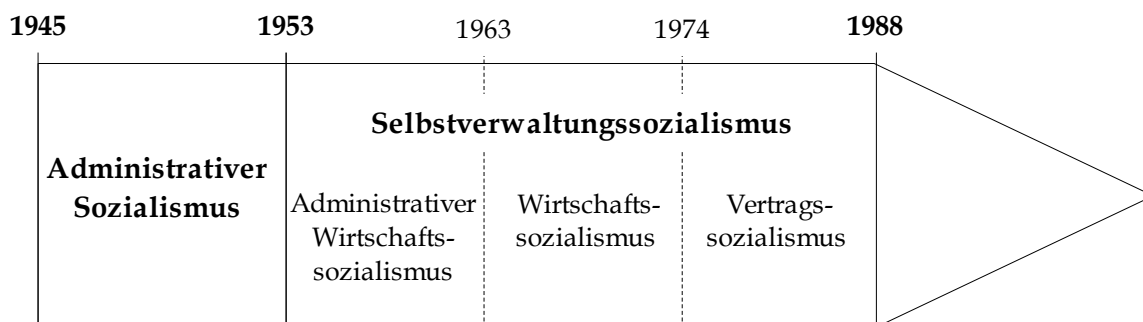 1945 1953 1963 1974 1988
Selbstverwaltungssozialismus
Administrativer
Sozialismus
Administrativer
Wirtschafts-
sozialismus
Wirtschafts-
sozialismus
Vertrags-
sozialismus